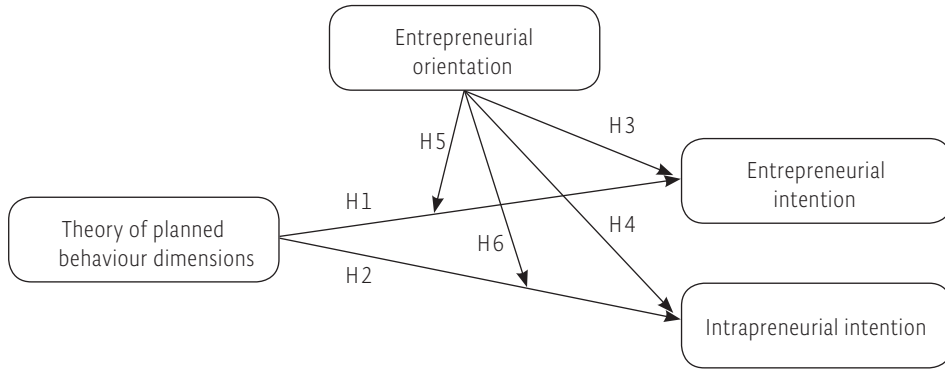 Entrepreneurial
orientation
H3
H5
Entrepreneurial
intention
H1
H4
Theory of planned
behaviour dimensions
H6
H2
Intrapreneurial intention